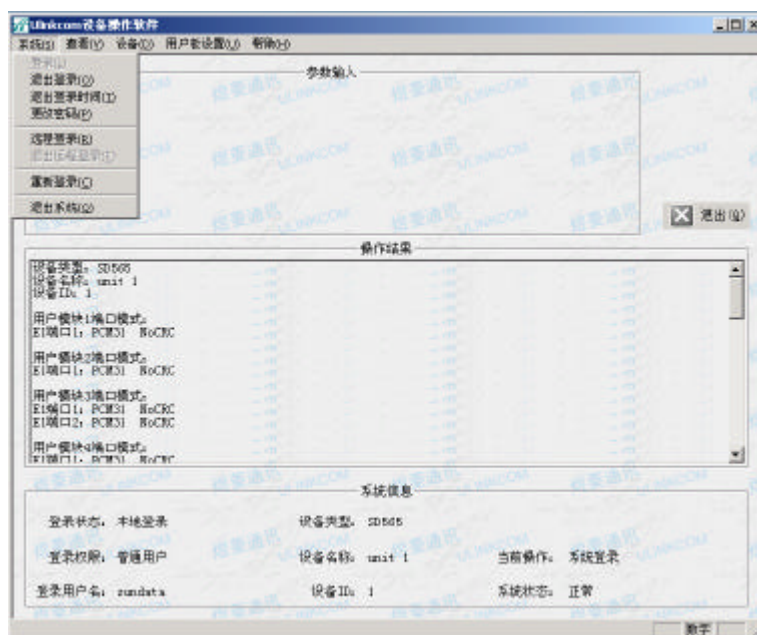 Ulinkcom设备操作软件
系统(S) 查看(V) 设备(D) 用户板设置(U) 帮助(H)
登录(L)
退出登录(O)
退出登录时间(T)
更改密码(P)
远程登录(R)
退出远程登录(I)
重新登录(C)
退出系统(Q)
参数输入
退出(Q)
操作结果
设备类型: SD565
设备名称: unit 1
设备ID: 1
用户模块1端口模式:
E1端口1: PCM31 NoCRC
用户模块2端口模式:
E1端口1: PCM31 NoCRC
用户模块3端口模式:
E1端口1: PCM31 NoCRC
E1端口2: PCM31 NoCRC
用户模块4端口模式:
E1端口1: PCM31 NoCRC
系统信息
登录状态: 本地登录 设备类型: SD565
登录权限: 普通用户 设备名称: unit 1 当前操作: 系统登录
登录用户名: sundata 设备ID: 1 系统状态: 正常
数字